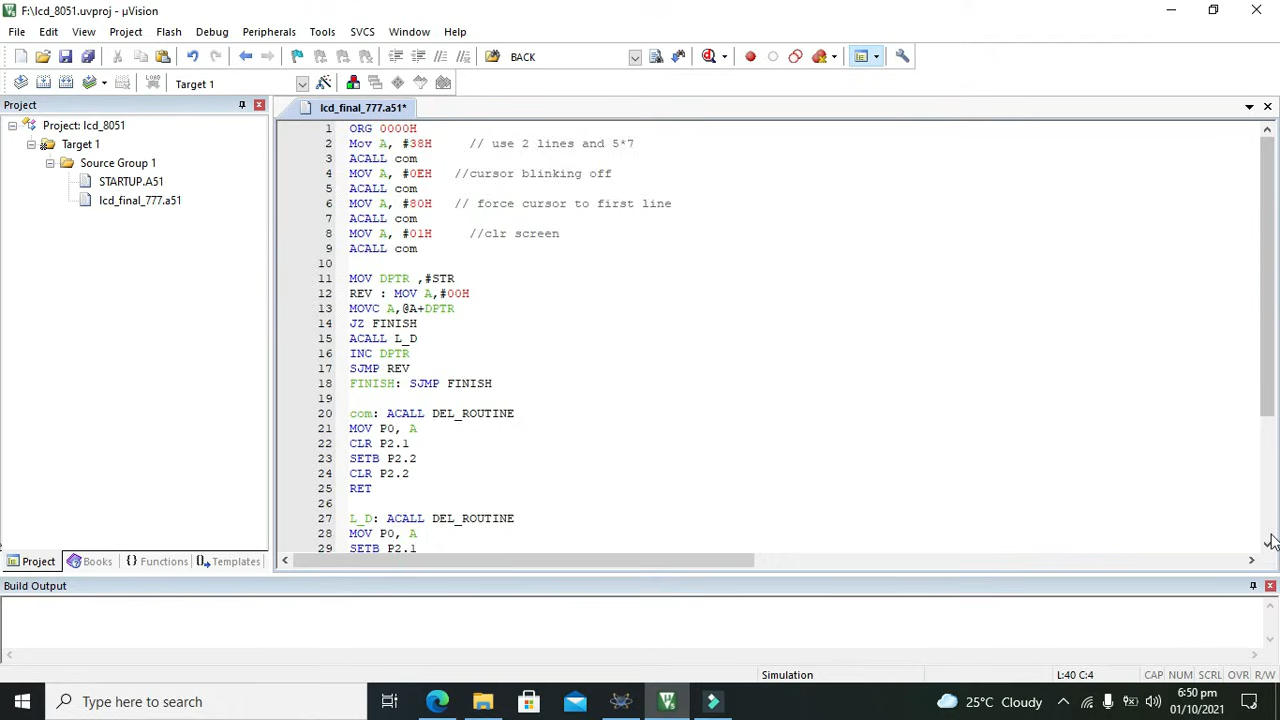 F:\lcd_8051.uvproj - µVision
File Edit View Project Flash Debug Peripherals Tools SVCS Window Help
BACK
LOAD Target 1
Project
lcd_final_777.a51*
Project: lcd_8051
Target 1
Source Group 1
STARTUP.A51
lcd_final_777.a51
1 ORG 0000H
2 Mov A, #38H // use 2 lines and 5*7
3 ACALL com
4 MOV A, #0EH //cursor blinking off
5 ACALL com
6 MOV A, #80H // force cursor to first line
7 ACALL com
8 MOV A, #01H //clr screen
9 ACALL com
10
11 MOV DPTR ,#STR
12 REV : MOV A,#00H
13 MOVC A,@A+DPTR
14 JZ FINISH
15 ACALL L_D
16 INC DPTR
17 SJMP REV
18 FINISH: SJMP FINISH
19
20 com: ACALL DEL_ROUTINE
21 MOV P0, A
22 CLR P2.1
23 SETB P2.2
24 CLR P2.2
25 RET
26
27 L_D: ACALL DEL_ROUTINE
28 MOV P0, A
29 SETB P2.1
Project Books {} Functions Templates
Build Output
Simulation L:40 C:4 CAP NUM SCRL OVR R/W
Type here to search
25°C Cloudy
6:50 pm
01/10/2021